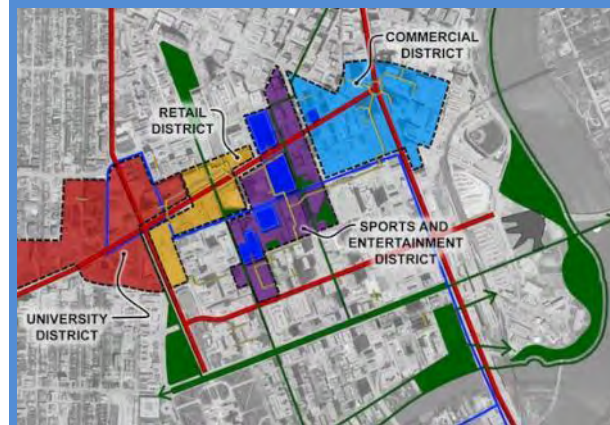 COMMERCIAL
DISTRICT
RETAIL
DISTRICT
SPORTS AND
ENTERTAINMENT
DISTRICT
UNIVERSITY
DISTRICT